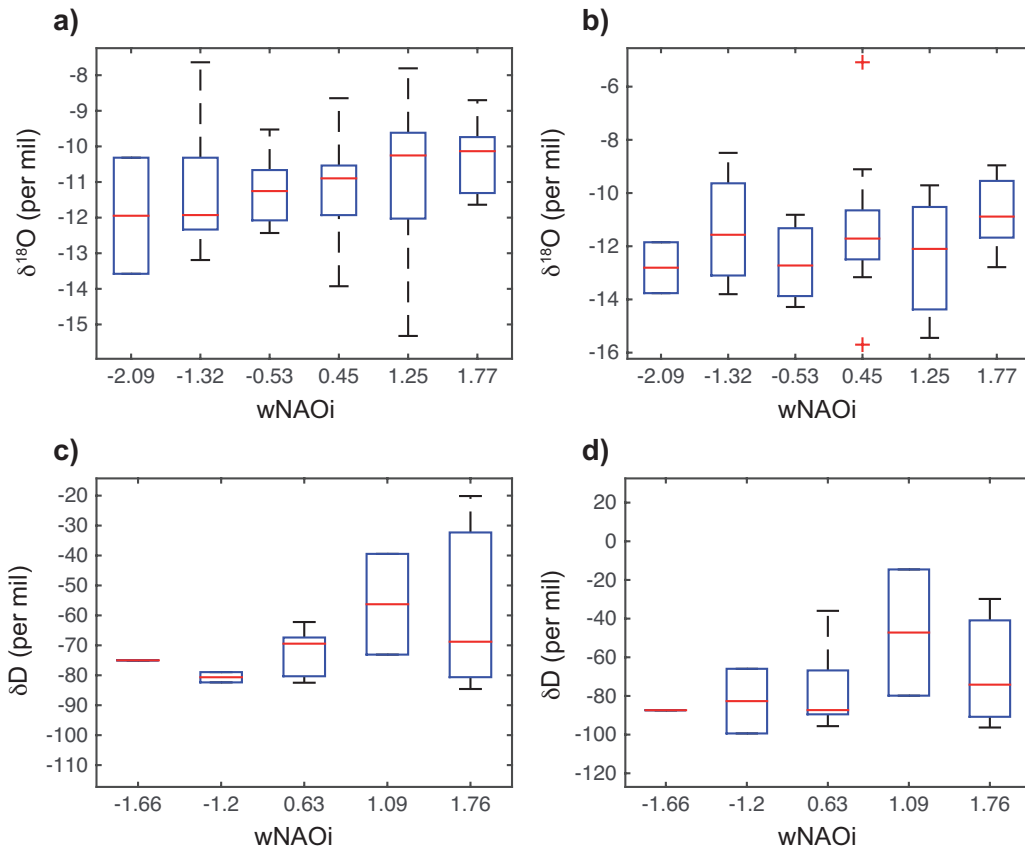 a)
-8
-9
-10
-11
-12
-13
-14
-15
δ18O (per mil)
-2.09 -1.32 -0.53 0.45 1.25 1.77
wNAOi
b)
-6
-8
-10
-12
-14
-16
δ18O (per mil)
-2.09 -1.32 -0.53 0.45 1.25 1.77
wNAOi
c)
-20
-30
-40
-50
-60
-70
-80
-90
-100
-110
δD (per mil)
-1.66 -1.2 0.63 1.09 1.76
wNAOi
d)
20
0
-20
-40
-60
-80
-100
-120
δD (per mil)
-1.66 -1.2 0.63 1.09 1.76
wNAOi